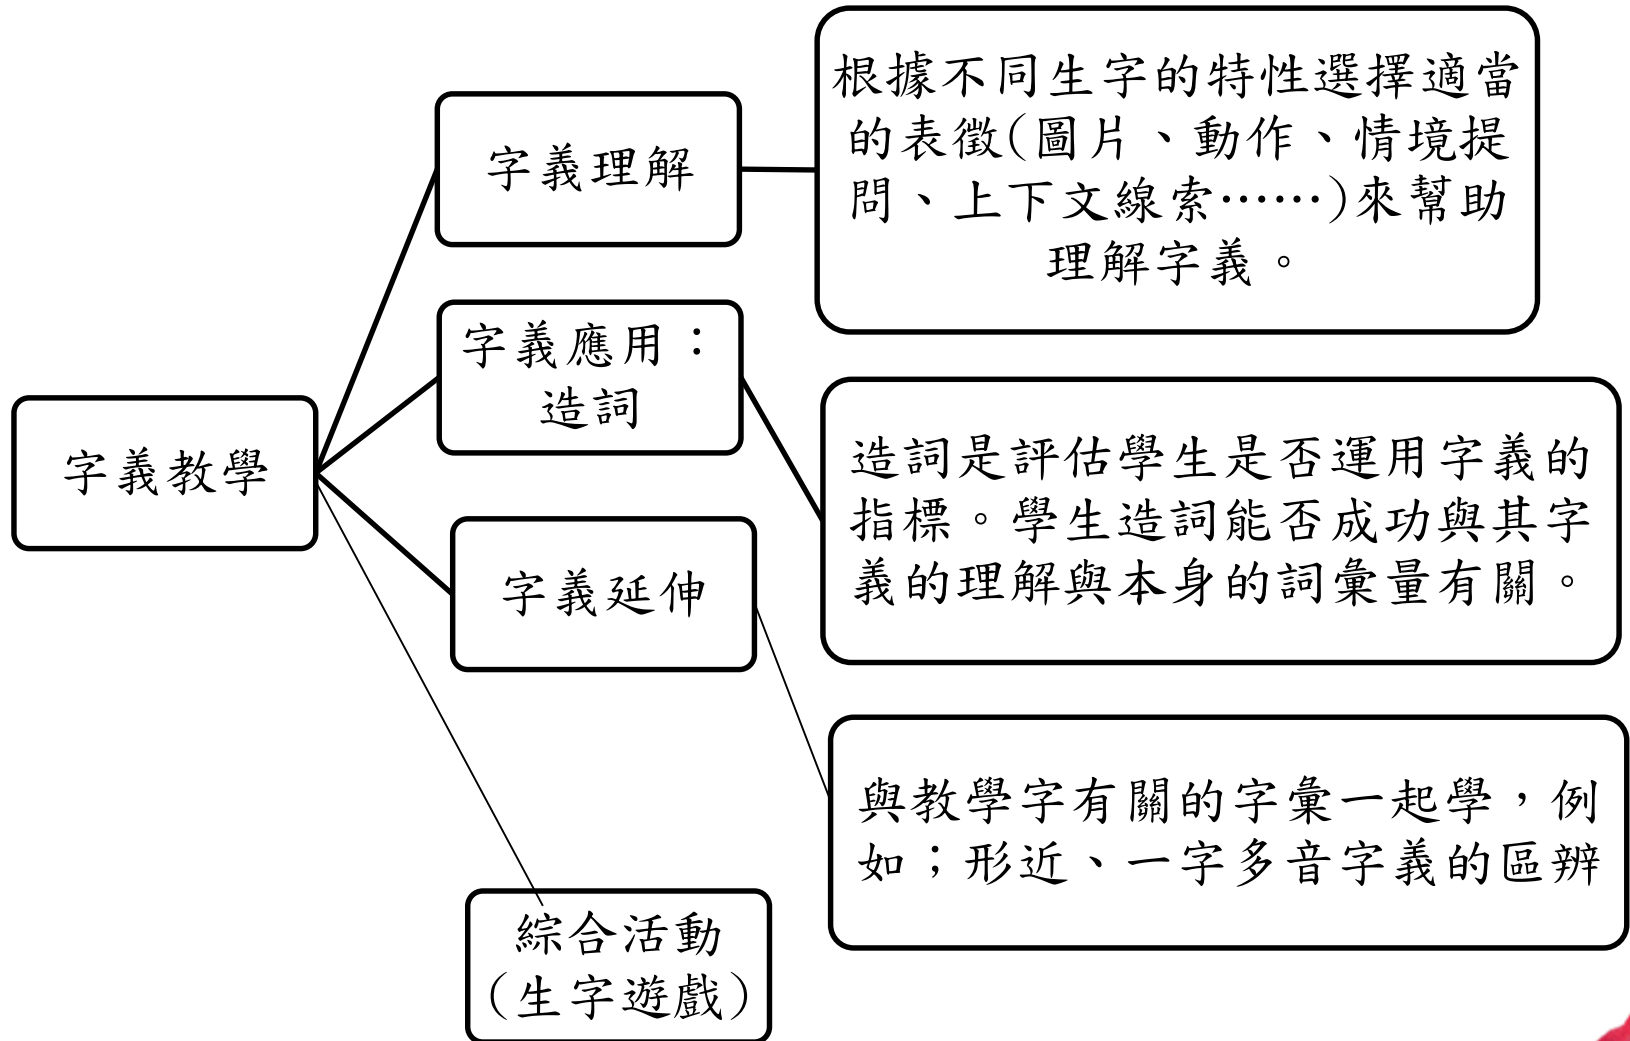 字義教學
字義理解
根據不同生字的特性選擇適當
的表徵(圖片、動作、情境提
問、上下文線索……)來幫助
理解字義。
字義應用：
造詞
造詞是評估學生是否運用字義的
指標。學生造詞能否成功與其字
義的理解與本身的詞彙量有關。
字義延伸
與教學字有關的字彙一起學，例
如；形近、一字多音字義的區辨
綜合活動
(生字遊戲)